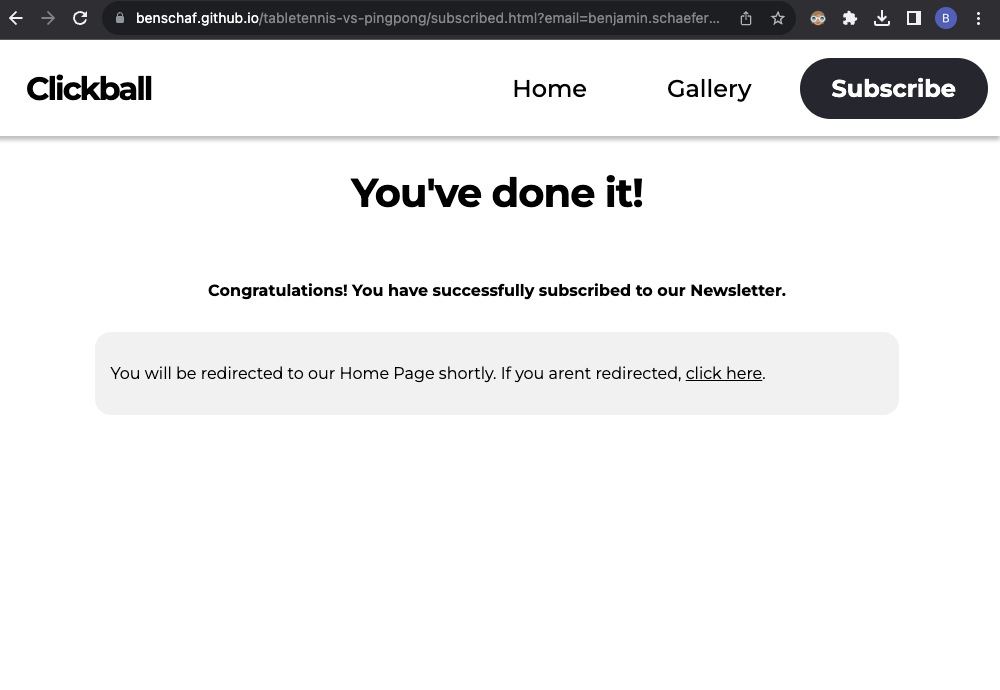 benschaf.github.io/tabletennis-vs-pingpong/subscribed.html?email=benjamin.schaefer...
B
Clickball
Home
Gallery
Subscribe
You've done it!
Congratulations! You have successfully subscribed to our Newsletter.
You will be redirected to our Home Page shortly. If you arent redirected, click here.